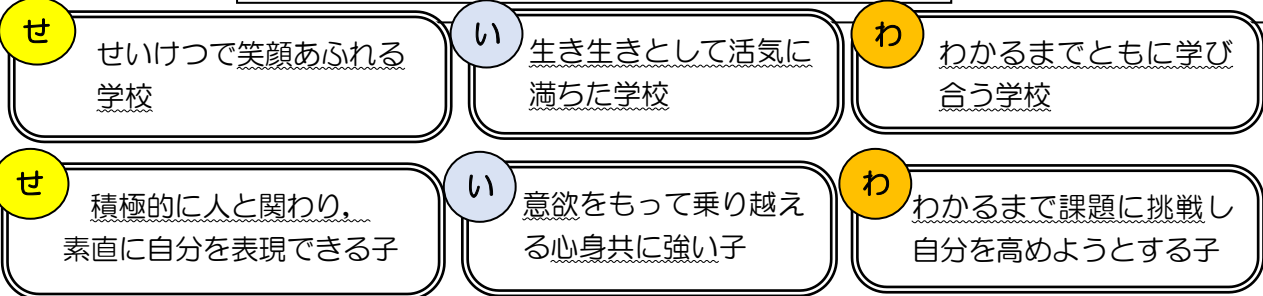 せ
せいけつで笑顔あふれる
学校
い
生き生きとして活気に
満ちた学校
わ
わかるまでともに学び
合う学校
せ
積極的に人と関わり，
素直に自分を表現できる子
い
意欲をもって乗り越え
る心身共に強い子
わ
わかるまで課題に挑戦し
自分を高めようとする子